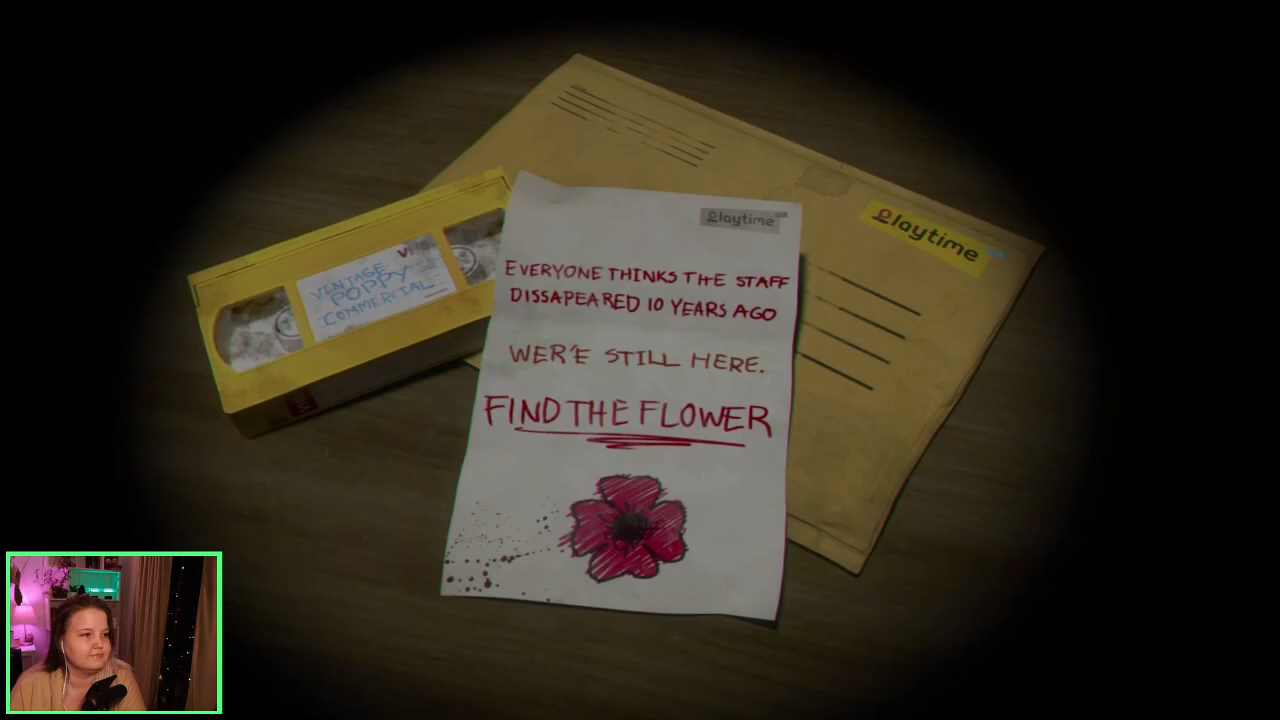 Playtime
EVERYONE THINKS THE STAFF
DISSAPEARED 10 YEARS AGO
WER'E STILL HERE.
FIND THE FLOWER
Playtime
VINTAGE
POPPY
COMMERCIAL